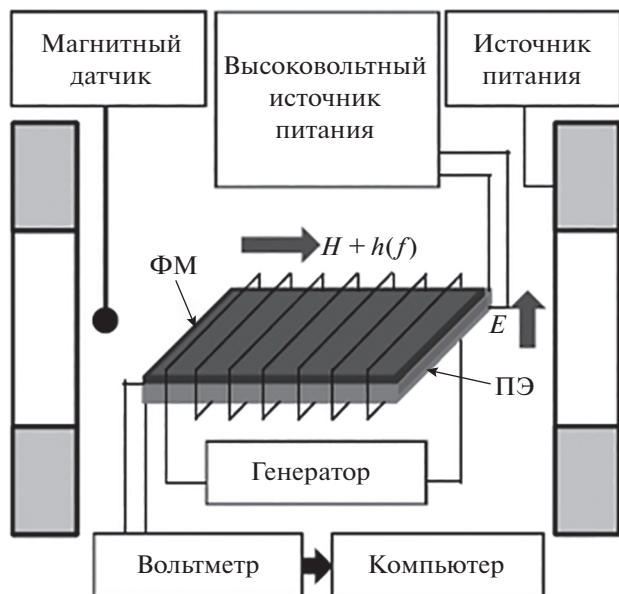 Магнитный
датчик
Высоковольтный
источник
питания
Источник
питания
H + h(f)
ФМ
E
ПЭ
Генератор
Вольтметр
Компьютер